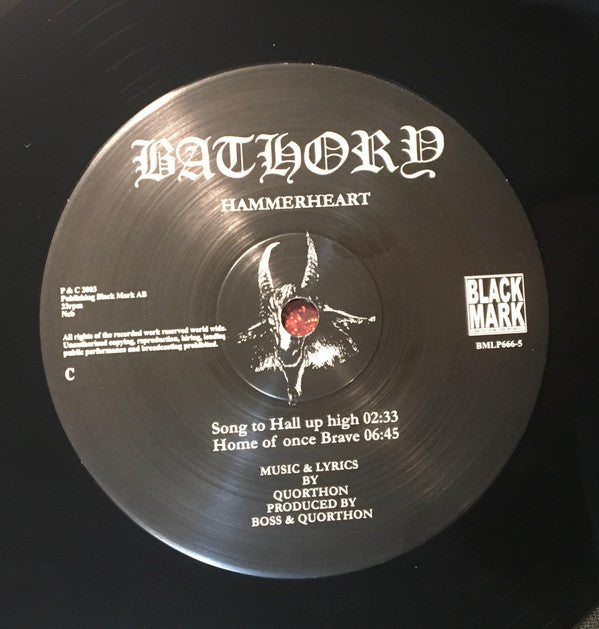 BATHORY
HAMMERHEART
P & C 2003
Publishing Black Mark AB
33rpm
Ncb
All rights of the recorded work reserved world wide.
Unauthorized copying, reproduction, hiring, lending
public performance and broadcasting prohibited.
C
BLACK
MARK
BMLP666-5
Song to Hall up high 02:33
Home of once Brave 06:45
MUSIC & LYRICS
BY
QUORTHON
PRODUCED BY
BOSS & QUORTHON